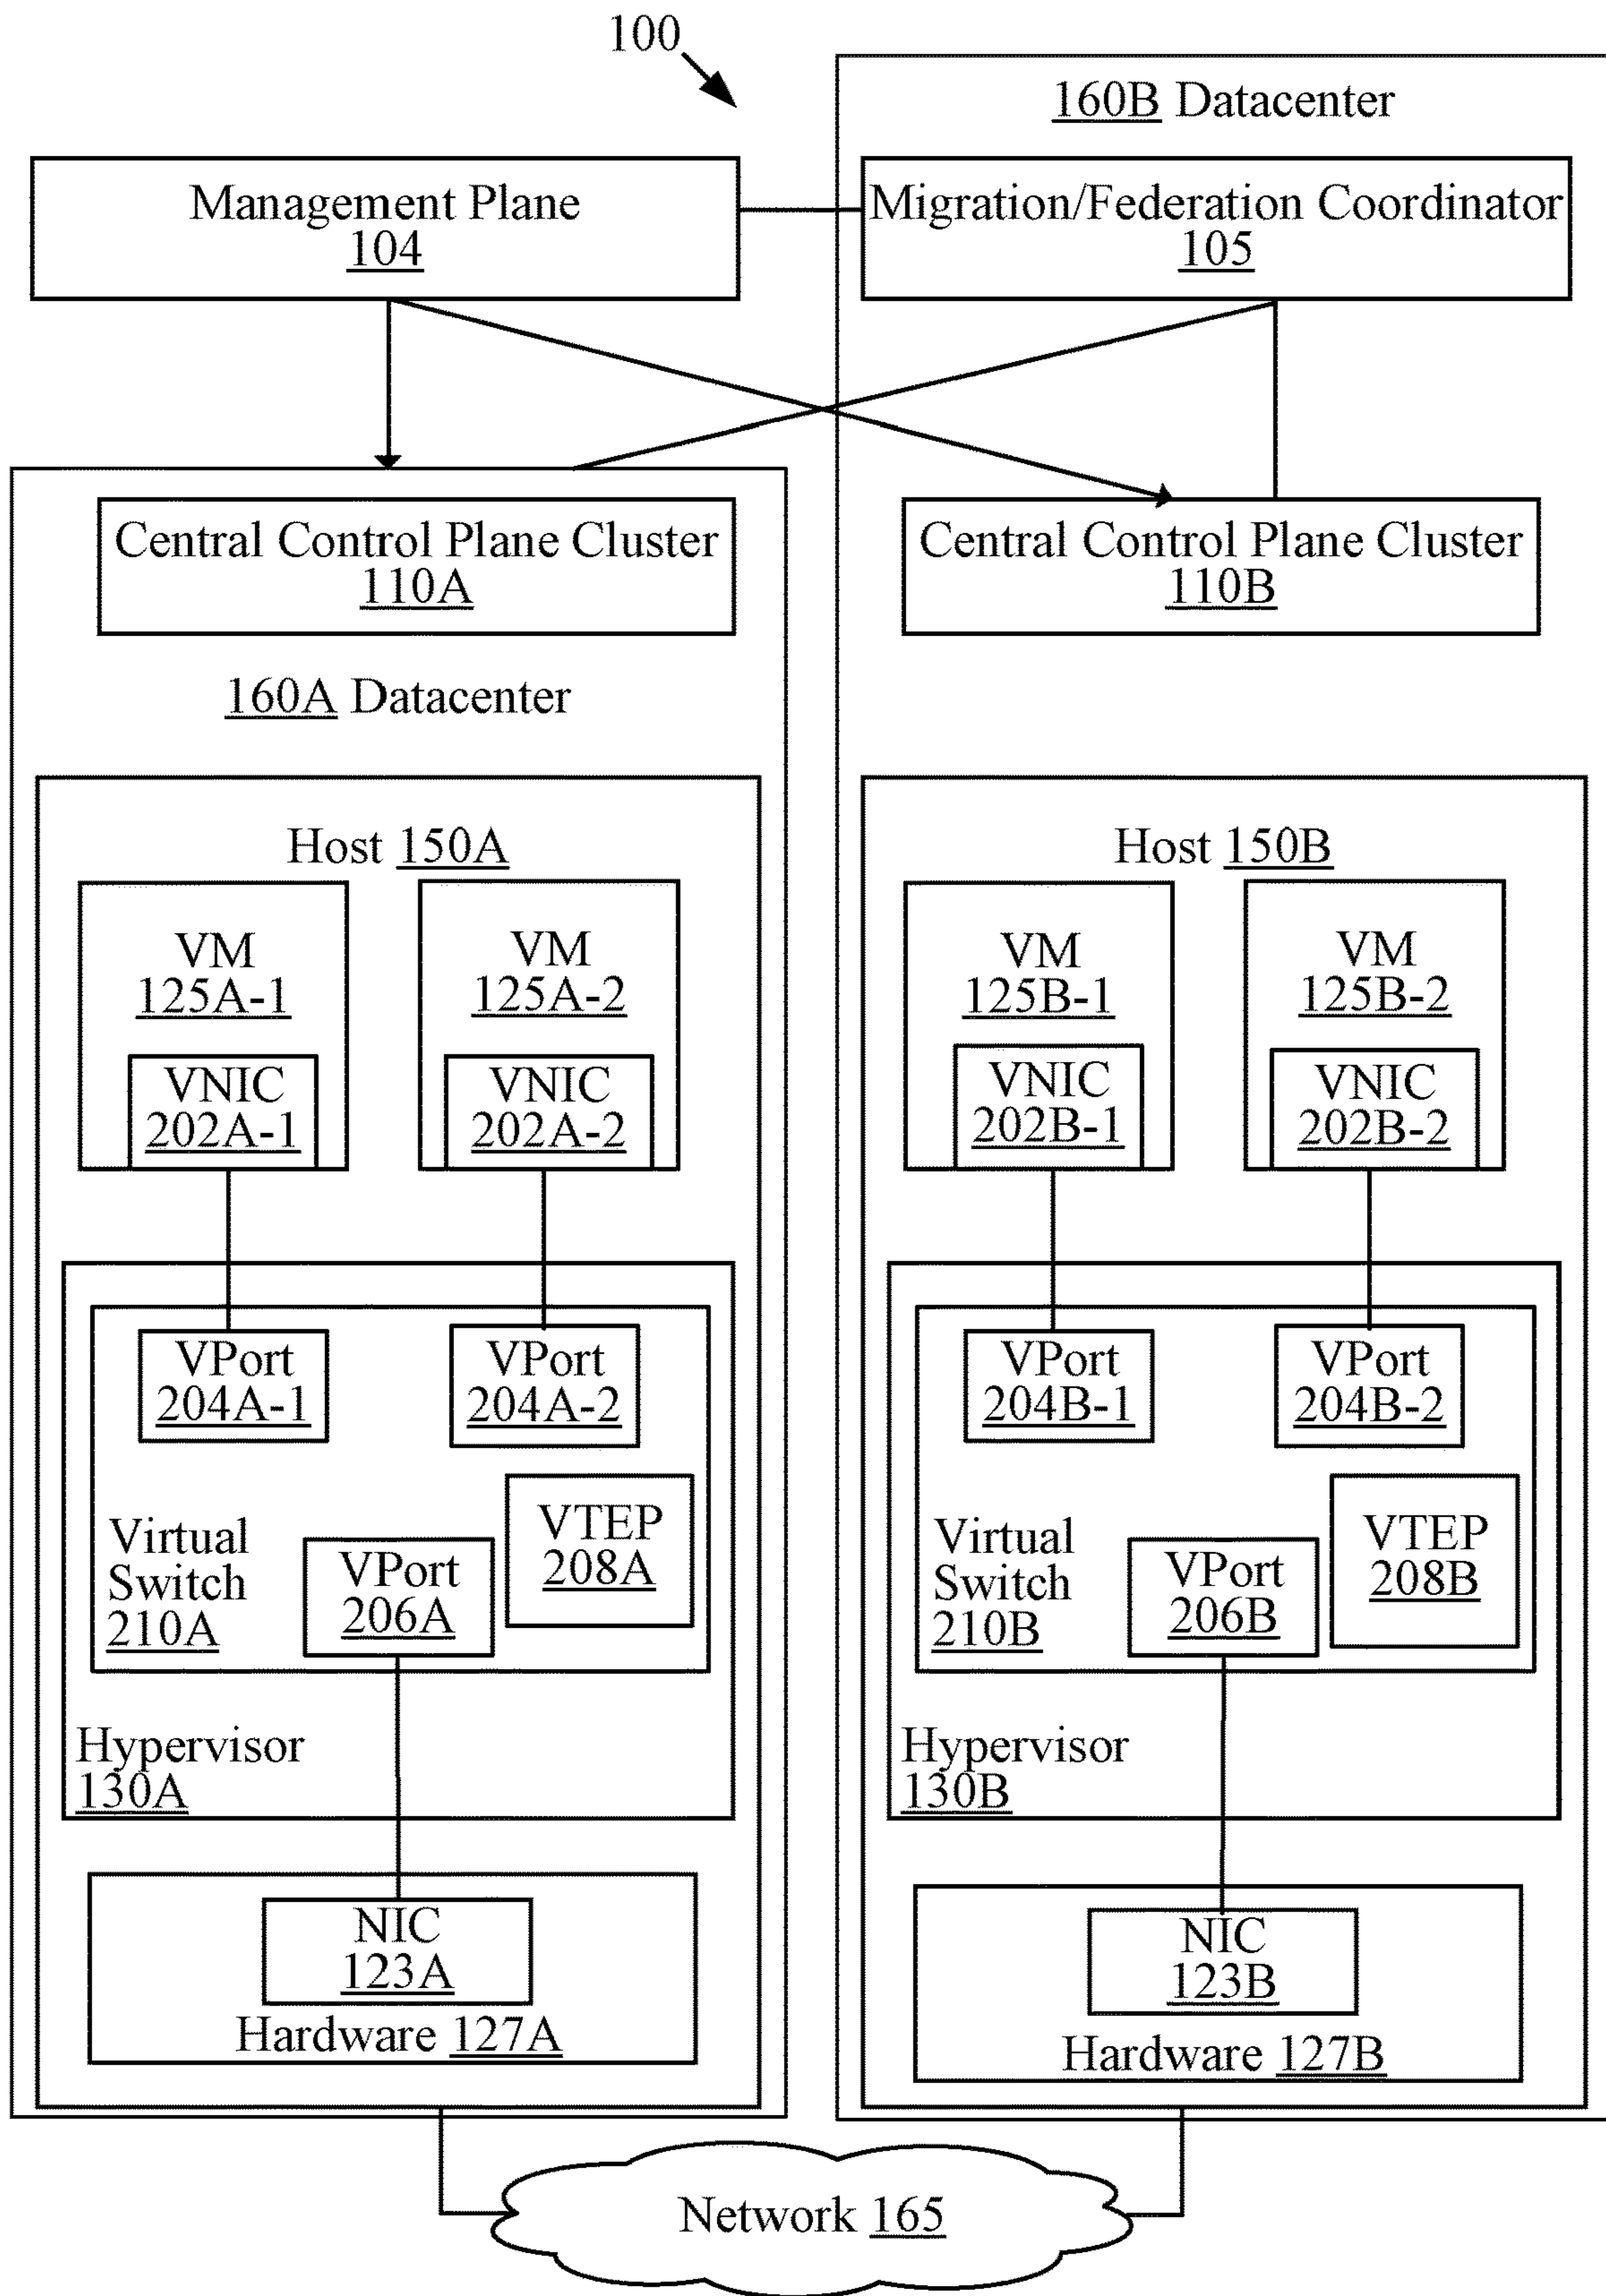 100
160B Datacenter
Management Plane
104
Migration/Federation Coordinator
105
Central Control Plane Cluster
110A
Central Control Plane Cluster
110B
160A Datacenter
Host 150A
VM
125A-1
VNIC
202A-1
VM
125A-2
VNIC
202A-2
VPort
204A-1
VPort
204A-2
Virtual
Switch
210A
VPort
206A
VTEP
208A
Hypervisor
130A
NIC
123A
Hardware 127A
Host 150B
VM
125B-1
VNIC
202B-1
VM
125B-2
VNIC
202B-2
VPort
204B-1
VPort
204B-2
Virtual
Switch
210B
VPort
206B
VTEP
208B
Hypervisor
130B
NIC
123B
Hardware 127B
Network 165